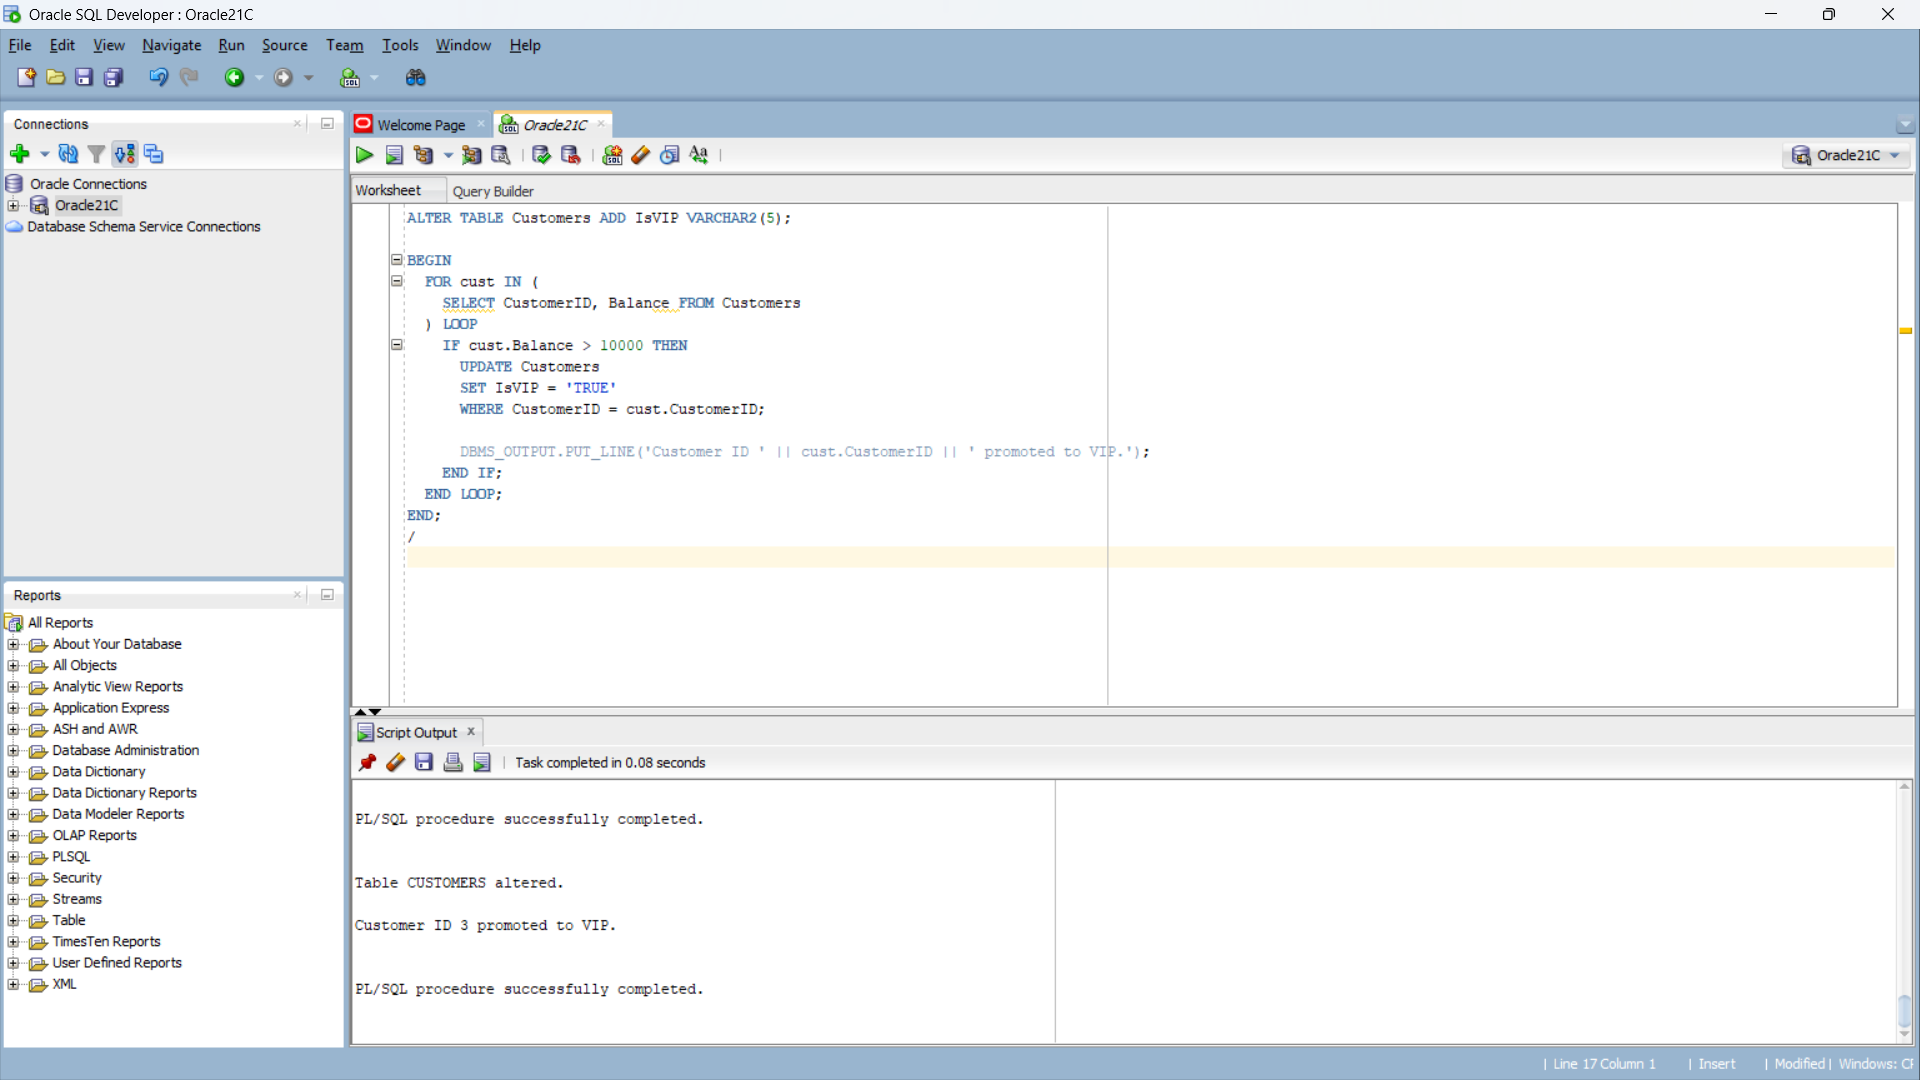 Oracle SQL Developer : Oracle21C
File Edit View Navigate Run Source Team Tools Window Help
Connections
Oracle Connections
Oracle21C
Database Schema Service Connections
Reports
All Reports
About Your Database
All Objects
Analytic View Reports
Application Express
ASH and AWR
Database Administration
Data Dictionary
Data Dictionary Reports
Data Modeler Reports
OLAP Reports
PLSQL
Security
Streams
Table
TimesTen Reports
User Defined Reports
XML
Welcome Page
Oracle21C
Oracle21C
Worksheet Query Builder
ALTER TABLE Customers ADD IsVIP VARCHAR2(5);
BEGIN
FOR cust IN (
SELECT CustomerID, Balance FROM Customers
) LOOP
IF cust.Balance > 10000 THEN
UPDATE Customers
SET IsVIP = 'TRUE'
WHERE CustomerID = cust.CustomerID;
DBMS_OUTPUT.PUT_LINE('Customer ID ' || cust.CustomerID || ' promoted to VIP.');
END IF;
END LOOP;
END;
/
Script Output
Task completed in 0.08 seconds
PL/SQL procedure successfully completed.
Table CUSTOMERS altered.
Customer ID 3 promoted to VIP.
PL/SQL procedure successfully completed.
Line 17 Column 1 | Insert | Modified | Windows: